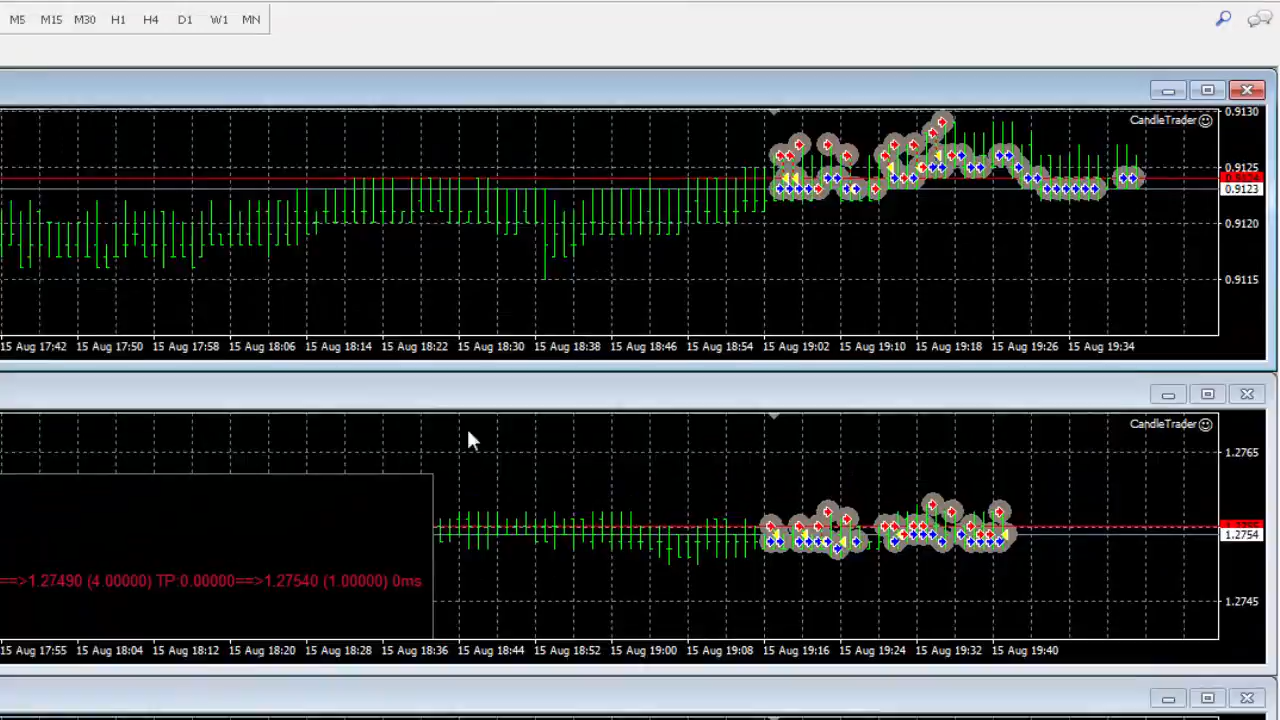 M5 M15 M30 H1 H4 D1 W1 MN
0.9130
CandleTrader
0.9125
0.9124
0.9123
0.9120
0.9115
15 Aug 17:42 15 Aug 17:50 15 Aug 17:58 15 Aug 18:06 15 Aug 18:14 15 Aug 18:22 15 Aug 18:30 15 Aug 18:38 15 Aug 18:46 15 Aug 18:54 15 Aug 19:02 15 Aug 19:10 15 Aug 19:18 15 Aug 19:26 15 Aug 19:34
CandleTrader
1.2765
1.2754
==>1.27490 (4.00000) TP:0.00000==>1.27540 (1.00000) 0ms
1.2745
15 Aug 17:55 15 Aug 18:04 15 Aug 18:12 15 Aug 18:20 15 Aug 18:28 15 Aug 18:36 15 Aug 18:44 15 Aug 18:52 15 Aug 19:00 15 Aug 19:08 15 Aug 19:16 15 Aug 19:24 15 Aug 19:32 15 Aug 19:40